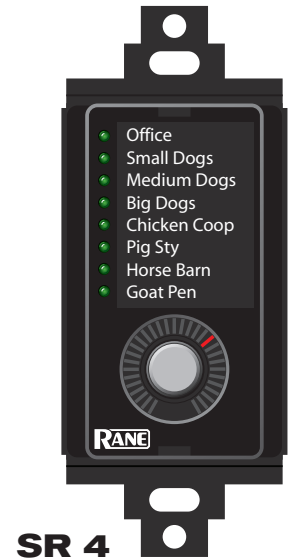 Office
Small Dogs
Medium Dogs
Big Dogs
Chicken Coop
Pig Sty
Horse Barn
Goat Pen
RANE
SR 4